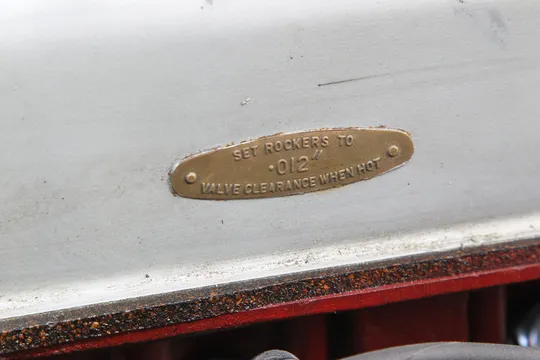 SET ROCKERS TO
·012"
VALVE CLEARANCE WHEN HOT